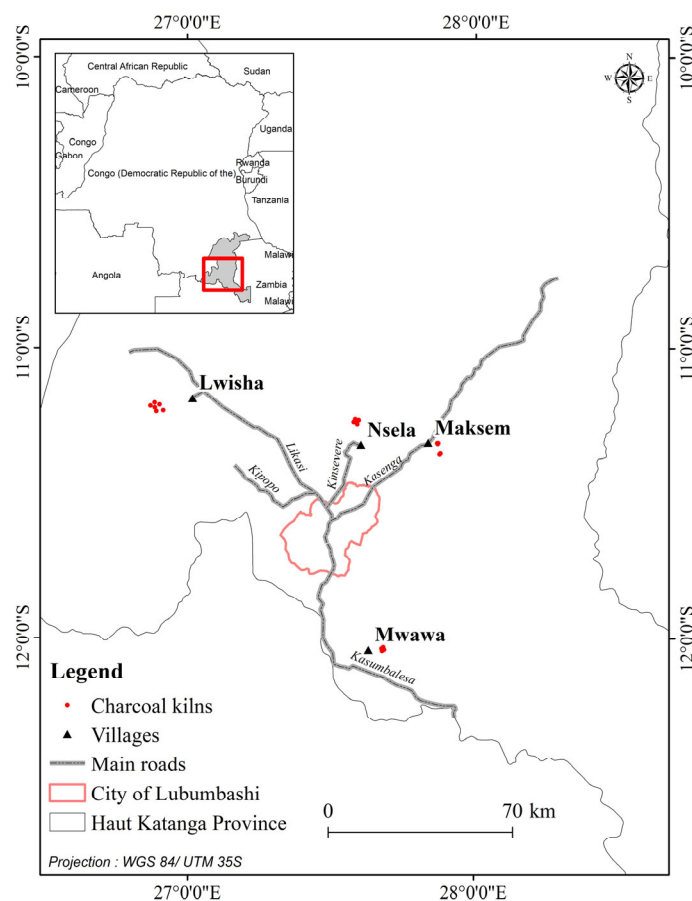 27°0'0"E
28°0'0"E
10°0'0"S
10°0'0"S
N
W
E
S
Central African Republic
Sudan
Cameroon
Uganda
Congo
Gabon
Rwanda
Congo (Democratic Republic of the)
Burundi
Tanzania
Malawi
Angola
Zambia
Malawi
11°0'0"S
11°0'0"S
Lwisha
Nsela
Maksem
Likasi
Kinsevere
Kasenga
Kipopo
12°0'0"S
12°0'0"S
Mwawa
Kasumbalesa
Legend
Charcoal kilns
Villages
Main roads
City of Lubumbashi
Haut Katanga Province
0
70 km
Projection : WGS 84/ UTM 35S
27°0'0"E
28°0'0"E